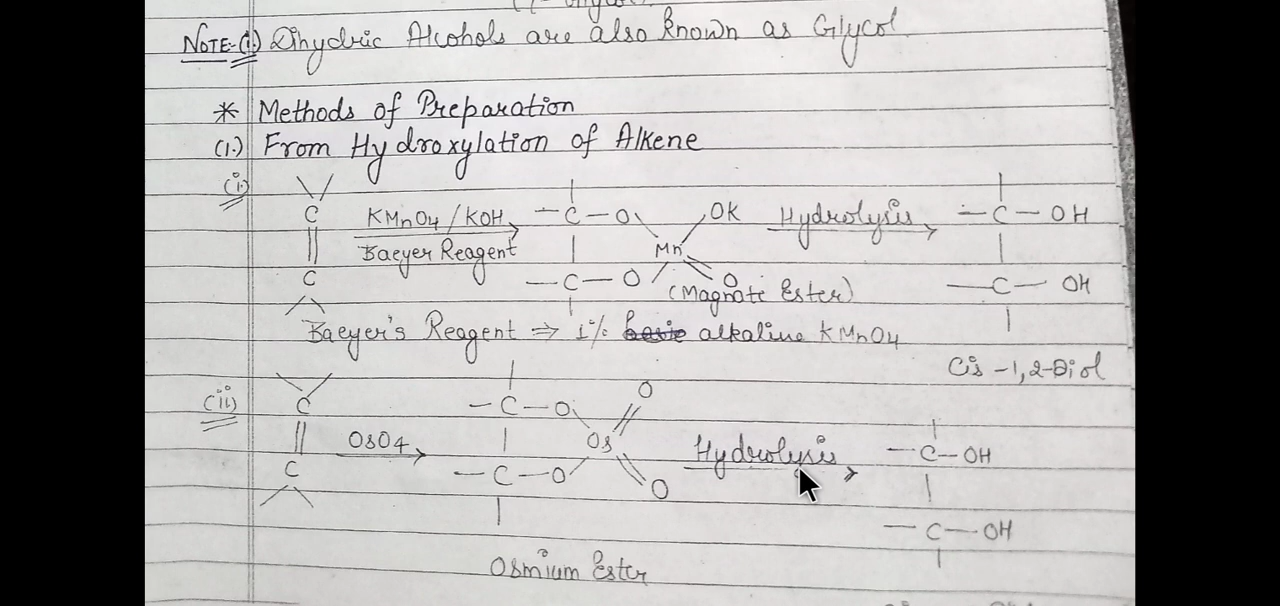 NOTE:-(1) Dihydric Alcohols are also known as Glycol
* Methods of Preparation
(1.) From Hydroxylation of Alkene
(i)
C
C
KMnO4 / KOH
Baeyer Reagent
- C - O
- C - O
Mn
OK
O
(Magnate Ester)
Hydrolysis
- C - OH
- C - OH
Baeyer's Reagent ⇒ 1% basic alkaline KMnO4
Cis -1,2-Diol
(ii)
C
C
OsO4
- C - O
- C - O
Os
O
O
Hydrolysis
- C - OH
- C - OH
Osmium Ester